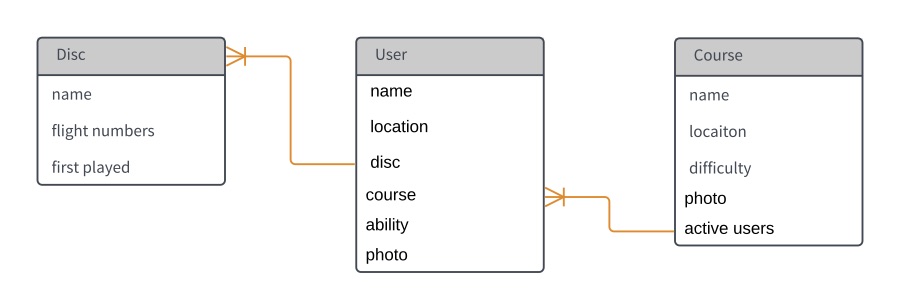 Disc
name
flight numbers
first played
User
name
location
disc
course
ability
photo
Course
name
locaiton
difficulty
photo
active users